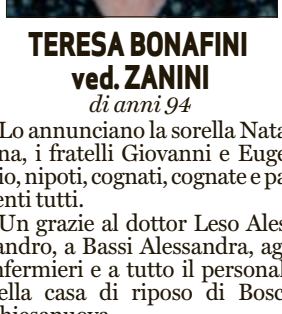 TERESA BONAFINI
ved. ZANINI
di anni 94
Lo annunciano la sorella Nata
na, i fratelli Giovanni e Euge
io, nipoti, cognati, cognate e pa
enti tutti.
Un grazie al dottor Leso Ales
andro, a Bassi Alessandra, ag
nfermieri e a tutto il personal
ella casa di riposo di Bosc
hiesanuova